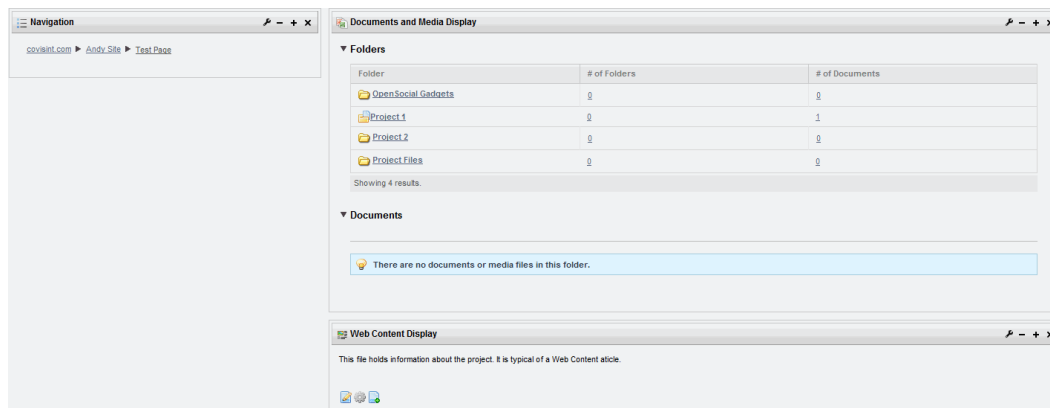 Navigation
covisint.com ▶ Andy Site ▶ Test Page
Documents and Media Display
▼ Folders
Folder # of Folders # of Documents
OpenSocial Gadgets 0 0
Project 1 0 1
Project 2 0 0
Project Files 0 0
Showing 4 results.
▼ Documents
There are no documents or media files in this folder.
Web Content Display
This file holds information about the project. It is typical of a Web Content aticle.